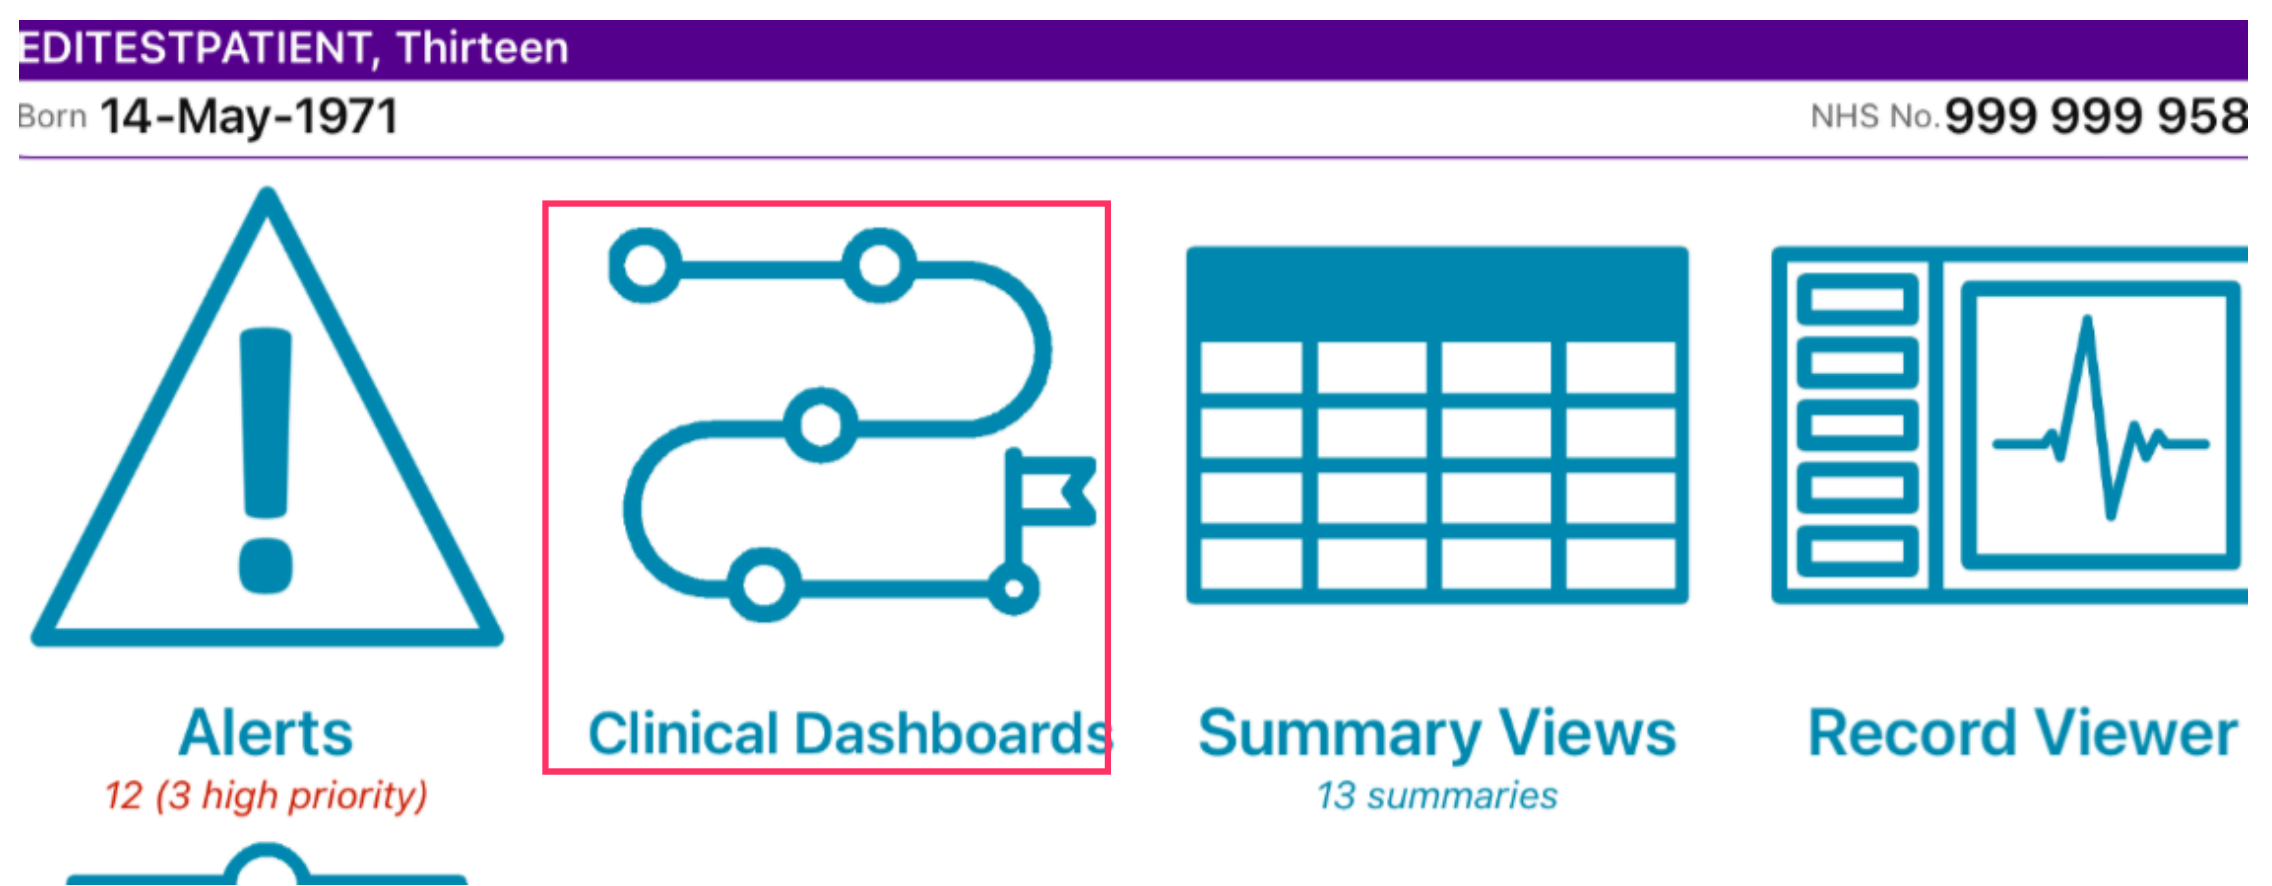 EDITESTPATIENT, Thirteen
Born 14-May-1971 NHS No. 999 999 958
Alerts Clinical Dashboards Summary Views Record Viewer
12 (3 high priority) 13 summaries